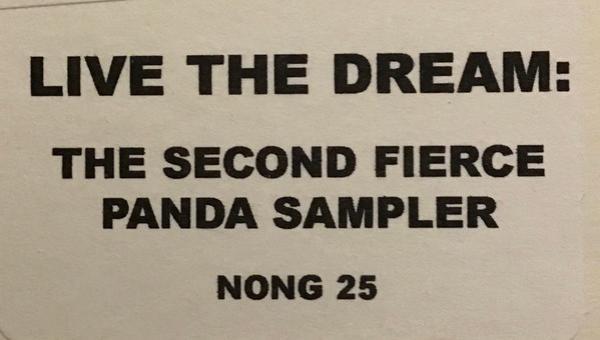 LIVE THE DREAM:
THE SECOND FIERCE
PANDA SAMPLER
NONG 25